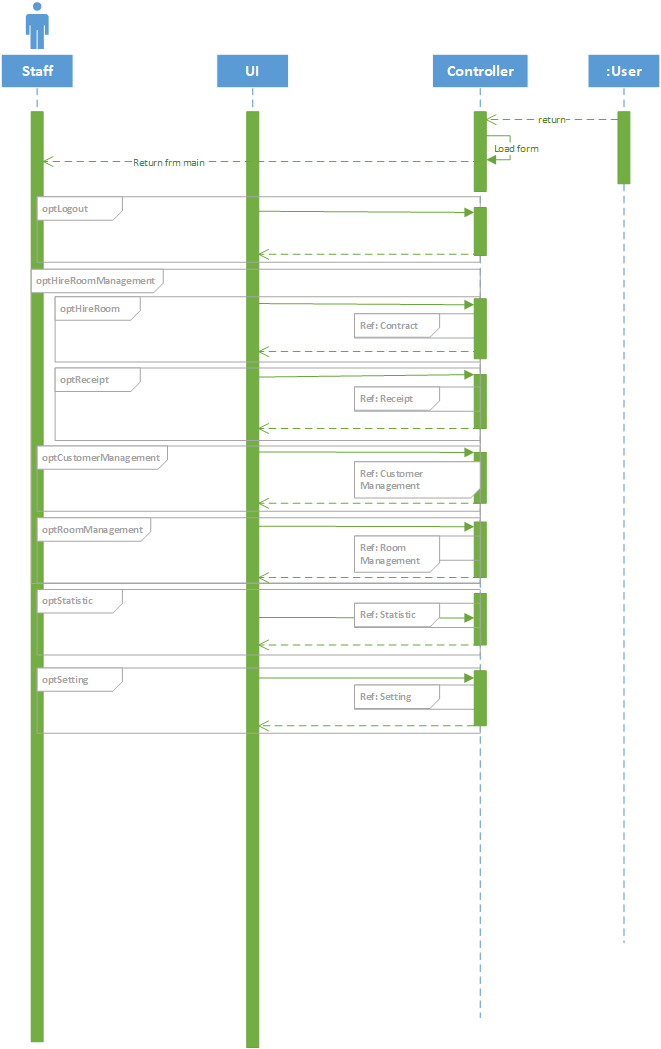 Staff
UI
Controller
:User
return
Load form
Return frm main
optLogout
optHireRoomManagement
optHireRoom
Ref: Contract
optReceipt
Ref: Receipt
optCustomerManagement
Ref: Customer
Management
optRoomManagement
Ref: Room
Management
optStatistic
Ref: Statistic
optSetting
Ref: Setting